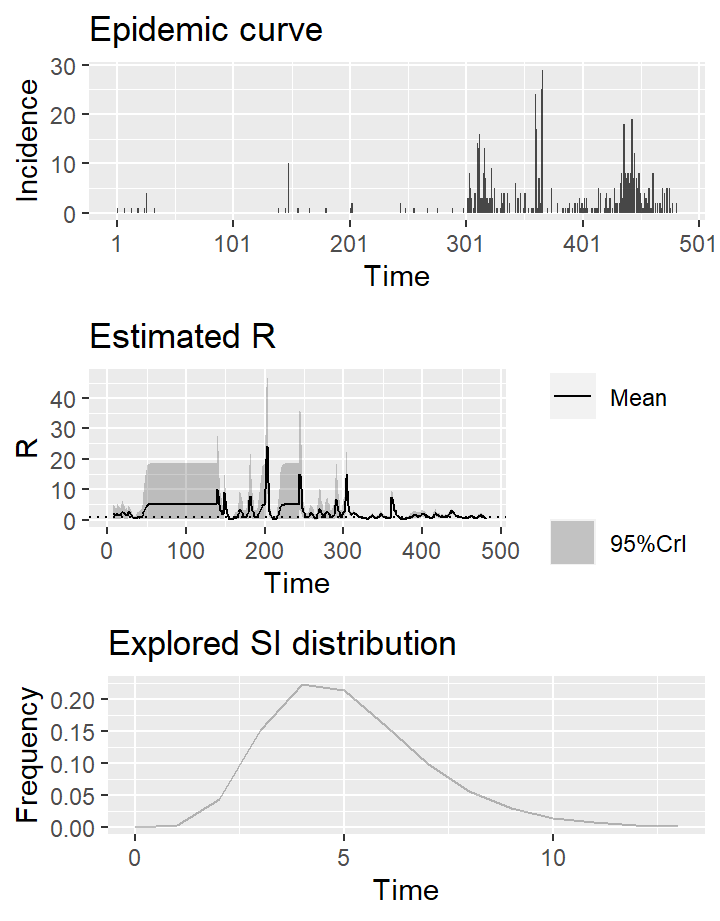 Epidemic curve
30
20
10
0
Incidence
1 101 201 301 401 501
Time
Estimated R
40
30
20
10
0
R
0 100 200 300 400 500
Time
Mean
95%CrI
Explored SI distribution
0.20
0.15
0.10
0.05
0.00
Frequency
0 5 10
Time